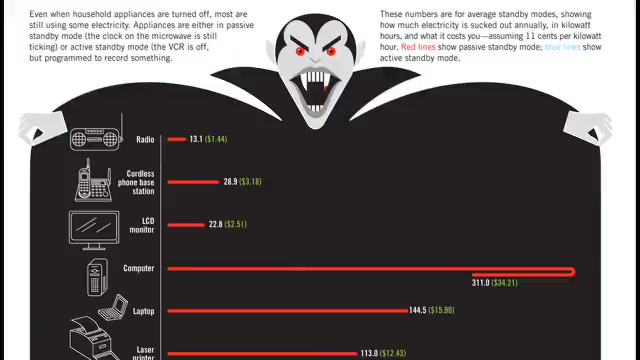 Even when household appliances are turned off, most are
still using some electricity. Appliances are either in passive
standby mode (the clock on the microwave is still
ticking) or active standby mode (the VCR is off,
but programmed to record something.
These numbers are for average standby modes, showing
how much electricity is sucked out annually, in kilowatt
hours, and what it costs you—assuming 11 cents per kilowatt
hour. Red lines show passive standby mode; blue lines show
active standby mode.
Radio 13.1 ($1.44)
Cordless
phone base
station
28.9 ($3.18)
LCD
monitor
22.8 ($2.51)
Computer
311.0 ($34.21)
Laptop 144.5 ($15.90)
Laser
printer
113.0 ($12.43)